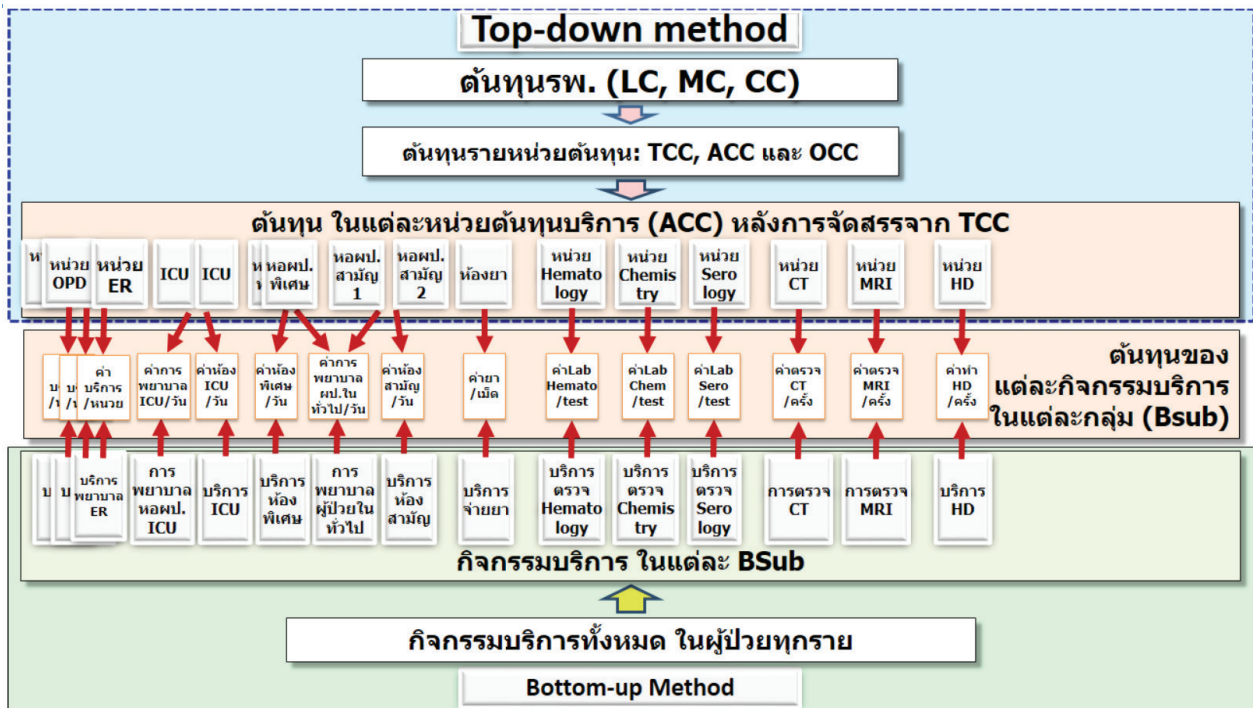 Top-down method
ต้นทุนรพ. (LC, MC, CC)
ต้นทุนรายหน่วยต้นทุน: TCC, ACC และ OCC
ต้นทุน ในแต่ละหน่วยต้นทุนบริการ (ACC) หลังการจัดสรรจาก TCC
หน่วย
OPD
หน่วย
ER
ICU
ICU
หอผป.
พิเศษ
หอผป.
สามัญ
1
หอผป.
สามัญ
2
ห้องยา
หน่วย
Hemato
logy
หน่วย
Chemis
try
หน่วย
Sero
logy
หน่วย
CT
หน่วย
MRI
หน่วย
HD
ค่า
บริการ
/หน่วย
ค่าการ
พยาบาล
ICU/วัน
ค่าห้อง
ICU
/วัน
ค่าห้อง
พิเศษ
/วัน
ค่าการ
พยาบาล
ผป.ใน
ทั่วไป/วัน
ค่าห้อง
สามัญ
/วัน
ค่ายา
/เม็ด
ค่าLab
Hemato
/test
ค่าLab
Chem
/test
ค่าLab
Sero
/test
ค่าตรวจ
CT
/ครั้ง
ค่าตรวจ
MRI
/ครั้ง
ค่าทำ
HD
/ครั้ง
ต้นทุนของ
แต่ละกิจกรรมบริการ
ในแต่ละกลุ่ม (Bsub)
บริการ
พยาบาล
ER
การ
พยาบาล
หอผป.
ICU
บริการ
ICU
บริการ
ห้อง
พิเศษ
การ
พยาบาล
ผู้ป่วยใน
ทั่วไป
บริการ
ห้อง
สามัญ
บริการ
จ่ายยา
บริการ
ตรวจ
Hemato
logy
บริการ
ตรวจ
Chemis
try
บริการ
ตรวจ
Sero
logy
การตรวจ
CT
การตรวจ
MRI
บริการ
HD
กิจกรรมบริการ ในแต่ละ BSub
กิจกรรมบริการทั้งหมด ในผู้ป่วยทุกราย
Bottom-up Method